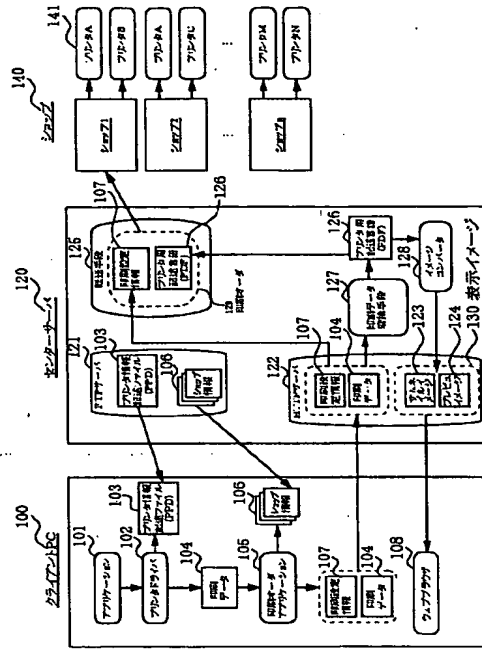 100
クライアントPC
101
アプリケーション
102
プリンタドライバ
103
プリンタ情報
記述ファイル
(PPD)
104
印刷
データ
105
印刷オーダ
アプリケーション
106
ショップ
情報
107
印刷設定
情報
104
印刷
データ
108
ウェブブラウザ
120
センターサーバ
121
FTPサーバ
103
プリンタ情報
記述ファイル
(PPD)
106
ショップ
情報
122
HTTPサーバ
107
印刷設定
情報
104
印刷
データ
123
サムネイル
イメージ
124
プレビュー
イメージ
130 表示イメージ
125
配送手段
107
印刷設定
情報
126
プリンタ用
記述言語
(PDF)
129
印刷オーダ
127
印刷データ
変換手段
126
プリンタ用
記述言語
(PDF)
128
イメージ
コンバータ
140
ショップ
141
ショップ1
プリンタA
プリンタB
ショップ2
プリンタA
プリンタC
ショップn
プリンタM
プリンタN